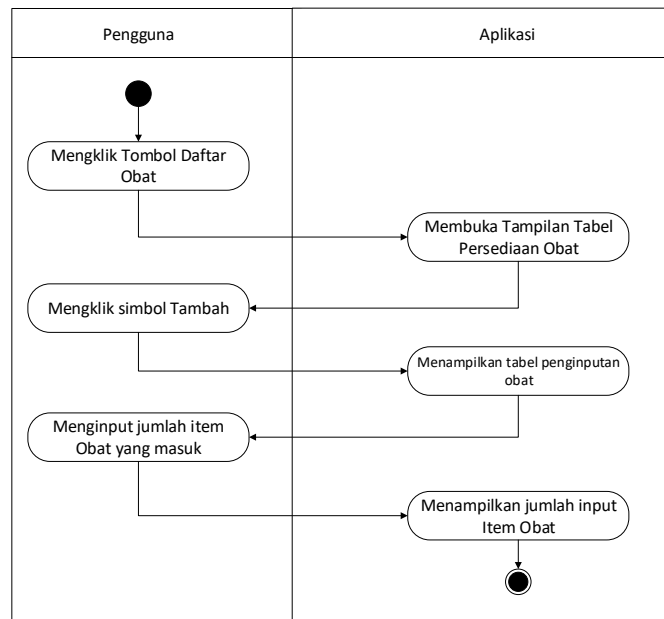 Pengguna
Aplikasi
Mengklik Tombol Daftar
Obat
Membuka Tampilan Tabel
Persediaan Obat
Mengklik simbol Tambah
Menampilkan tabel penginputan
obat
Menginput jumlah item
Obat yang masuk
Menampilkan jumlah input
Item Obat